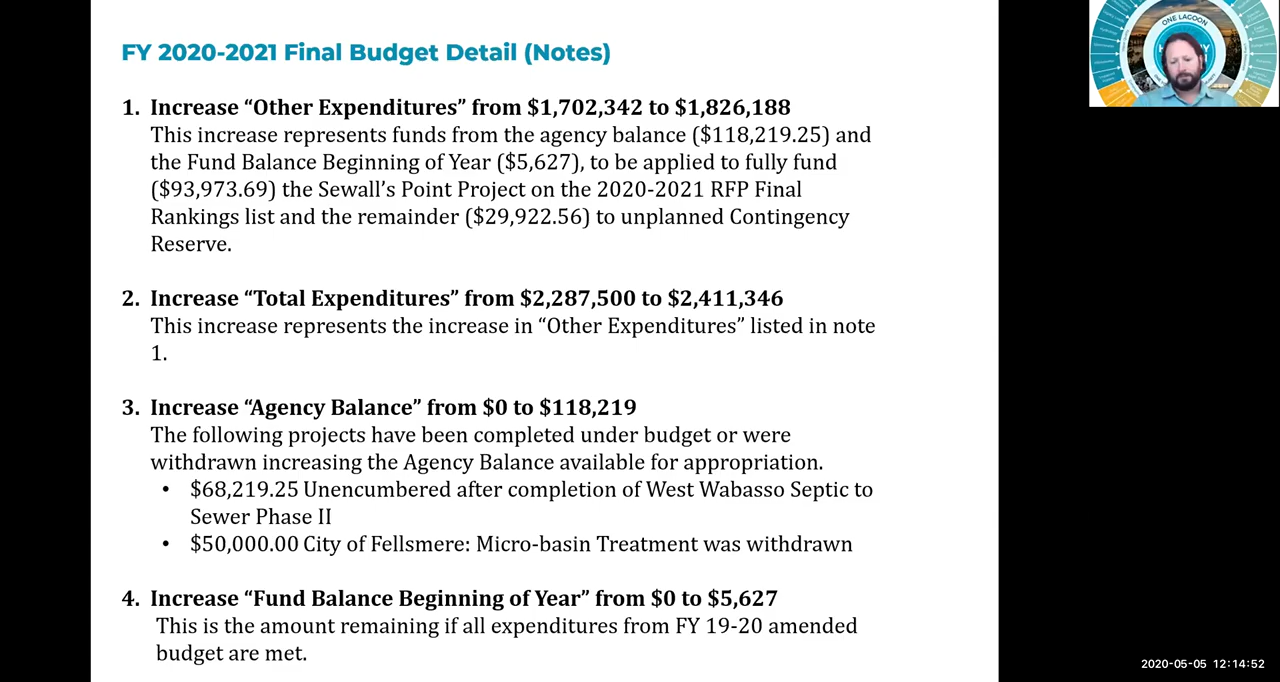 FY 2020-2021 Final Budget Detail (Notes)
1. Increase “Other Expenditures” from $1,702,342 to $1,826,188
This increase represents funds from the agency balance ($118,219.25) and
the Fund Balance Beginning of Year ($5,627), to be applied to fully fund
($93,973.69) the Sewall’s Point Project on the 2020-2021 RFP Final
Rankings list and the remainder ($29,922.56) to unplanned Contingency
Reserve.
2. Increase “Total Expenditures” from $2,287,500 to $2,411,346
This increase represents the increase in “Other Expenditures” listed in note
1.
3. Increase “Agency Balance” from $0 to $118,219
The following projects have been completed under budget or were
withdrawn increasing the Agency Balance available for appropriation.
• $68,219.25 Unencumbered after completion of West Wabasso Septic to
Sewer Phase II
• $50,000.00 City of Fellsmere: Micro-basin Treatment was withdrawn
4. Increase “Fund Balance Beginning of Year” from $0 to $5,627
This is the amount remaining if all expenditures from FY 19-20 amended
budget are met.
ONE LAGOON
2020-05-05 12:14:52